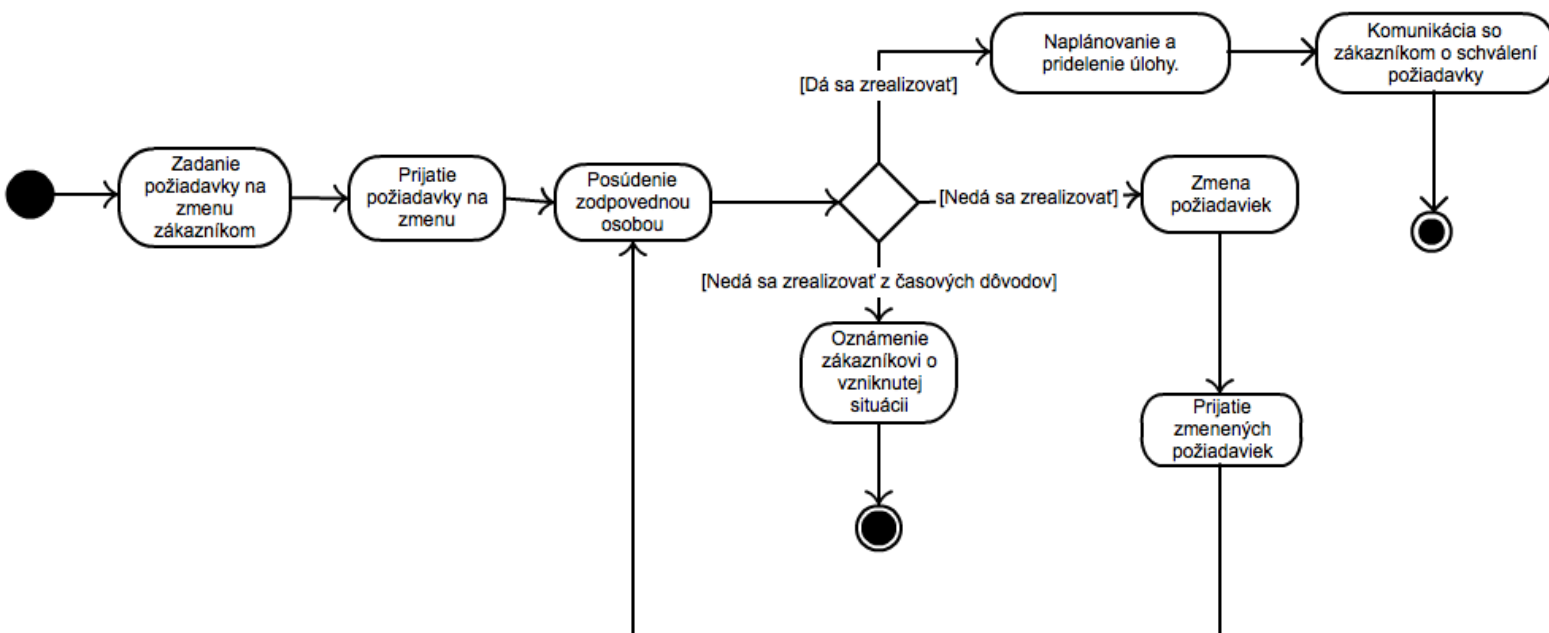 Zadanie
požiadavky na
zmenu
zákazníkom
Prijatie
požiadavky na
zmenu
Posúdenie
zodpovednou
osobou
[Dá sa zrealizovať]
Naplánovanie a
pridelenie úlohy.
Komunikácia so
zákazníkom o schválení
požiadavky
[Nedá sa zrealizovať]
Zmena
požiadaviek
[Nedá sa zrealizovať z časových dôvodov]
Oznámenie
zákazníkovi o
vzniknutej
situácii
Prijatie
zmenených
požiadaviek